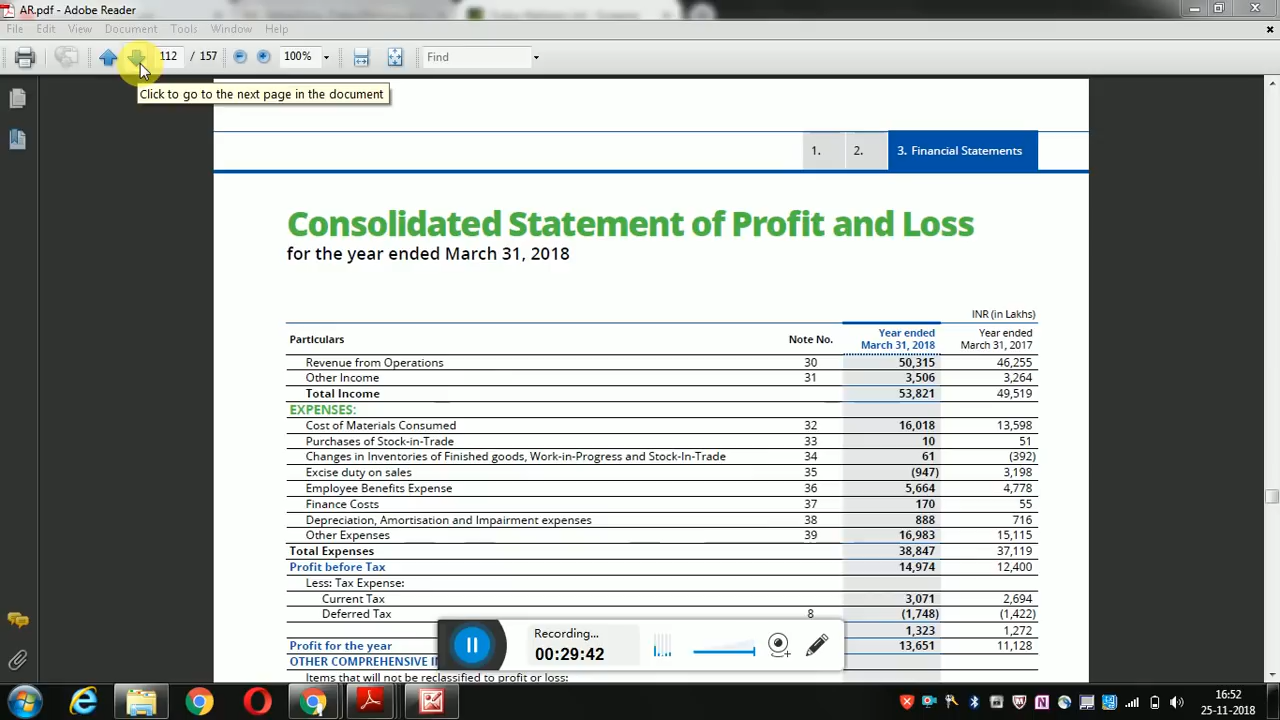 AR.pdf - Adobe Reader
File Edit View Document Tools Window Help
112 / 157 100% Find
Click to go to the next page in the document
1. 2. 3. Financial Statements
Consolidated Statement of Profit and Loss
for the year ended March 31, 2018
INR (in Lakhs)
Particulars Note No. Year ended March 31, 2018 Year ended March 31, 2017
Revenue from Operations 30 50,315 46,255
Other Income 31 3,506 3,264
Total Income 53,821 49,519
EXPENSES:
Cost of Materials Consumed 32 16,018 13,598
Purchases of Stock-in-Trade 33 10 51
Changes in Inventories of Finished goods, Work-in-Progress and Stock-In-Trade 34 61 (392)
Excise duty on sales 35 (947) 3,198
Employee Benefits Expense 36 5,664 4,778
Finance Costs 37 170 55
Depreciation, Amortisation and Impairment expenses 38 888 716
Other Expenses 39 16,983 15,115
Total Expenses 38,847 37,119
Profit before Tax 14,974 12,400
Less: Tax Expense:
Current Tax 3,071 2,694
Deferred Tax 8 (1,748) (1,422)
1,323 1,272
Profit for the year 13,651 11,128
OTHER COMPREHENSIVE
Items that will not be reclassified to profit or loss:
Recording...
00:29:42
16:52
25-11-2018